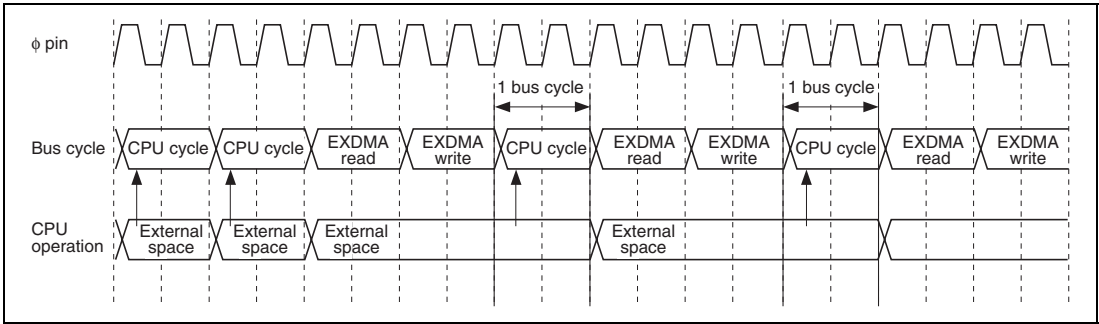 φ pin
1 bus cycle 1 bus cycle
Bus cycle CPU cycle CPU cycle EXDMA read EXDMA write CPU cycle EXDMA read EXDMA write CPU cycle EXDMA read EXDMA write
CPU operation External space External space External space External space